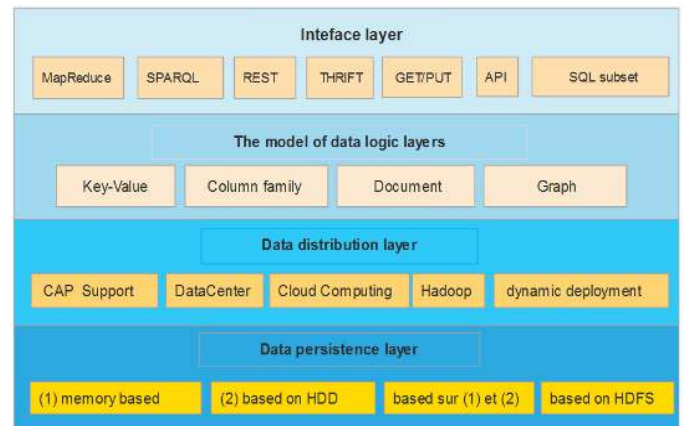 Inteface layer
MapReduce SPARQL REST THRIFT GET/PUT API SQL subset
The model of data logic layers
Key-Value Column family Document Graph
Data distribution layer
CAP Support DataCenter Cloud Computing Hadoop dynamic deployment
Data persistence layer
(1) memory based (2) based on HDD based sur (1) et (2) based on HDFS